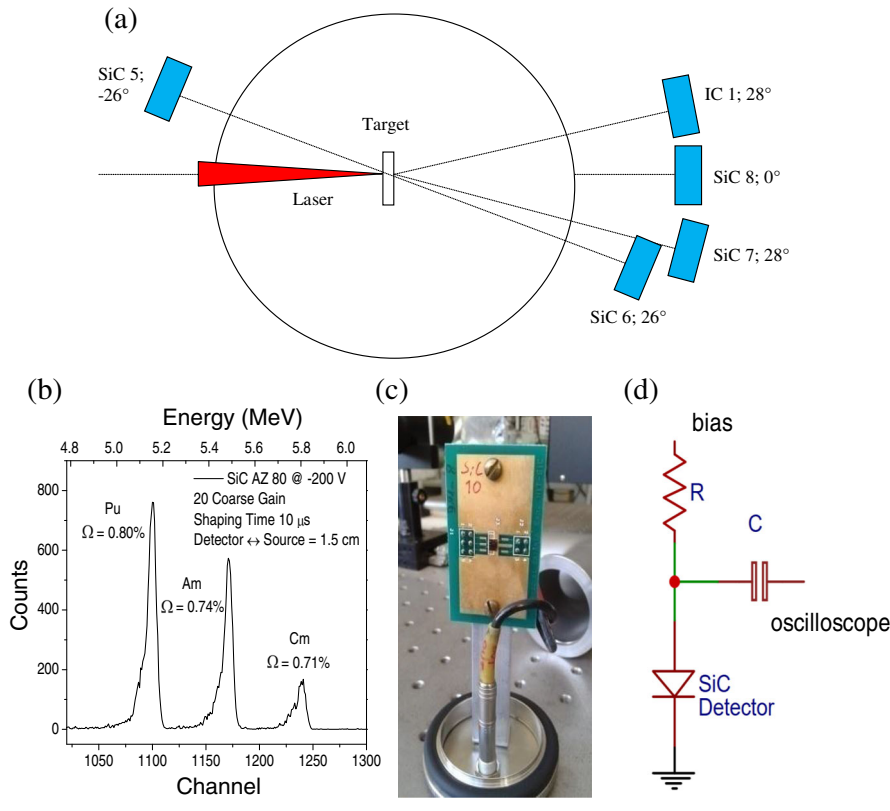 (a)
SiC 5;
-26°
Target
Laser
IC 1; 28°
SiC 8; 0°
SiC 7; 28°
SiC 6; 26°
(b)
Energy (MeV)
4.8 5.0 5.2 5.4 5.6 5.8 6.0
SiC AZ 80 @ -200 V
20 Coarse Gain
Shaping Time 10 μs
Detector ↔ Source = 1.5 cm
Pu
Ω = 0.80%
Am
Ω = 0.74%
Cm
Ω = 0.71%
Counts
800
600
400
200
0
1050 1100 1150 1200 1250 1300
Channel
(c)
SiC
10
(d)
bias
R
C
oscilloscope
SiC
Detector